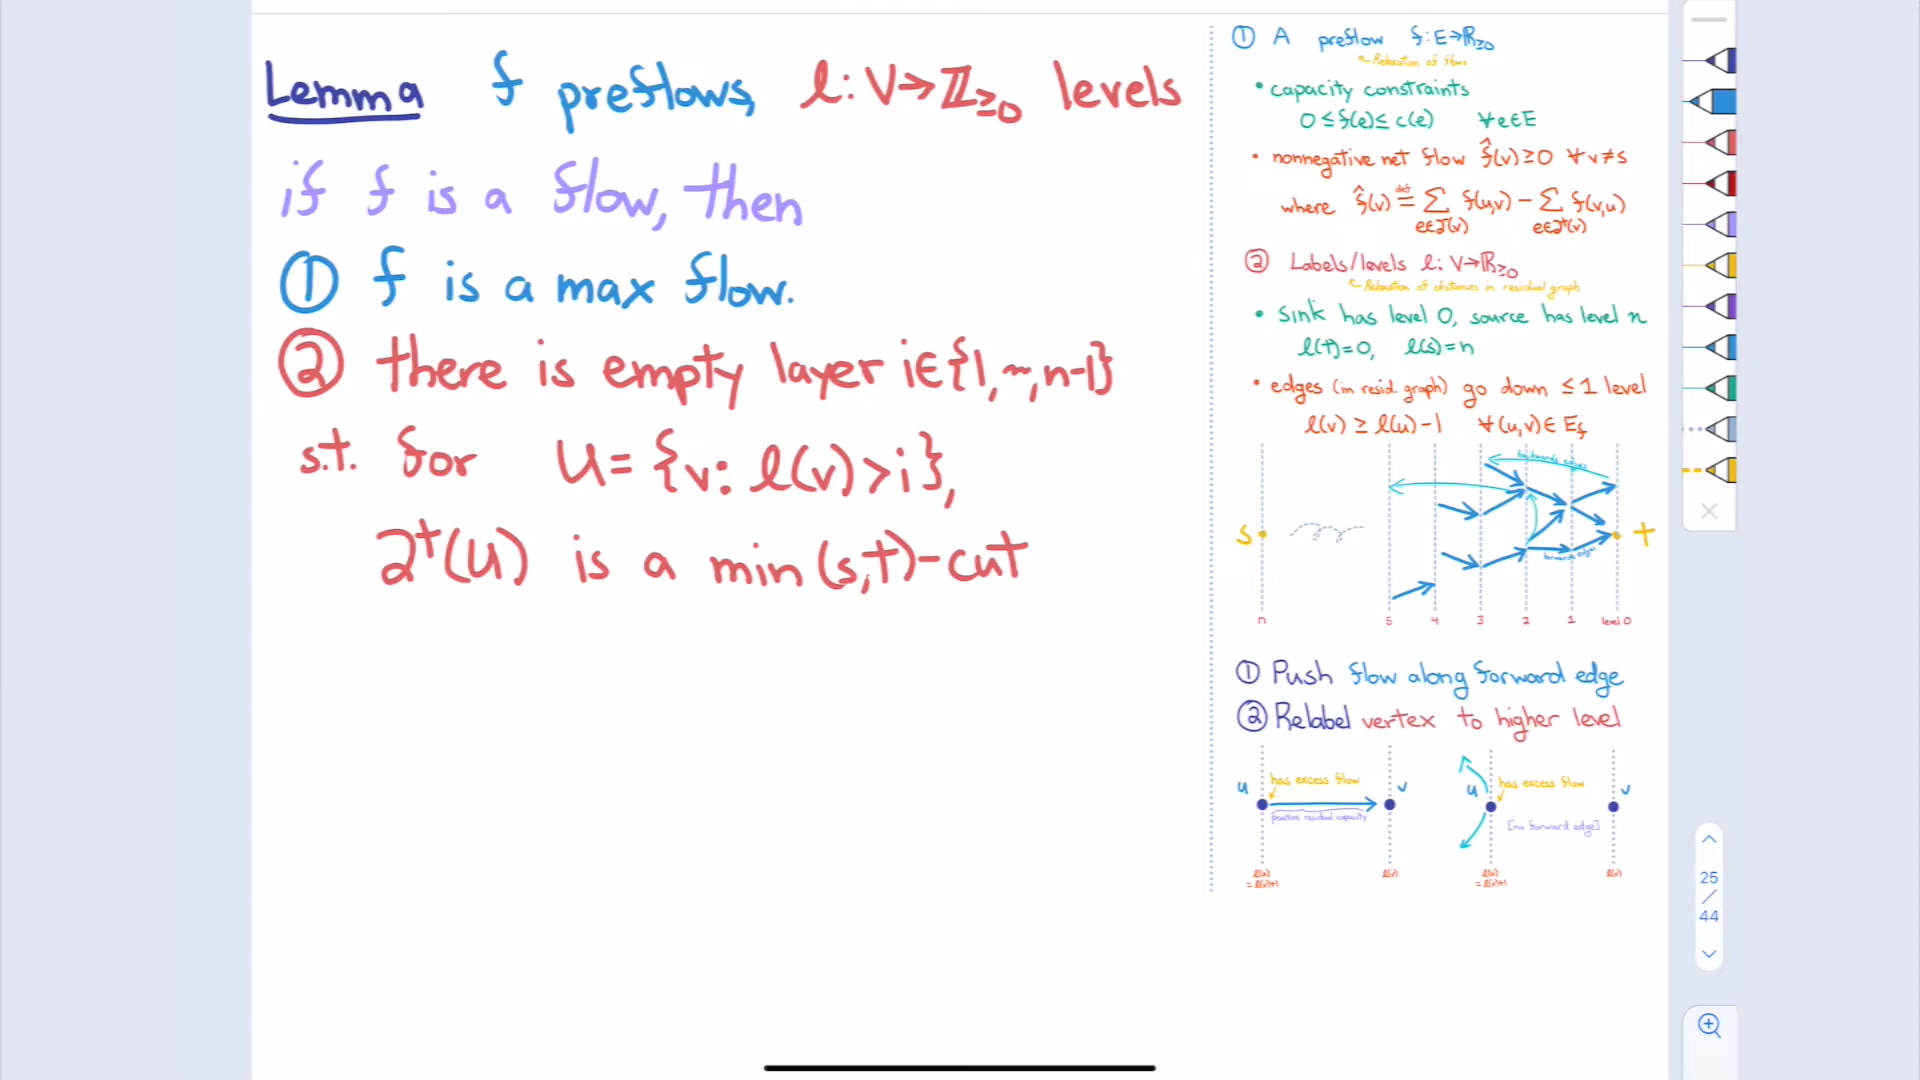 Lemma f preflows, l: V→ℤ≥0 levels
if f is a flow, then
① f is a max flow.
② there is empty layer i∈{1,~,n-1}
s.t. for U={v: l(v)>i},
∂⁺(U) is a min (s,t)-cut
① A preflow f: E→ℝ≥0
↖ Relaxation of flows
• capacity constraints
0 ≤ f(e) ≤ c(e) ∀e∈E
• nonnegative net flow f̂(v)≥0 ∀v≠s
where f̂(v) def= ∑ f(u,v) − ∑ f(v,u)
e∈∂⁻(v) e∈∂⁺(v)
② Labels/levels l: V→ℝ≥0
↖ Relaxation of distances in residual graph
• Sink has level 0, source has level n
l(t)=0, l(s)=n
• edges (in resid. graph) go down ≤1 level
l(v) ≥ l(u)-1 ∀(u,v)∈ E_f
backwards edges
s t
forward edges
n 5 4 3 2 1 level 0
① Push flow along forward edge
② Relabel vertex to higher level
u has excess flow v
positive residual capacity
l(u) = l(v)+1 l(v)
u has excess flow v
[no forward edge]
l(u) = l(v)+1 l(v)
25
/
44